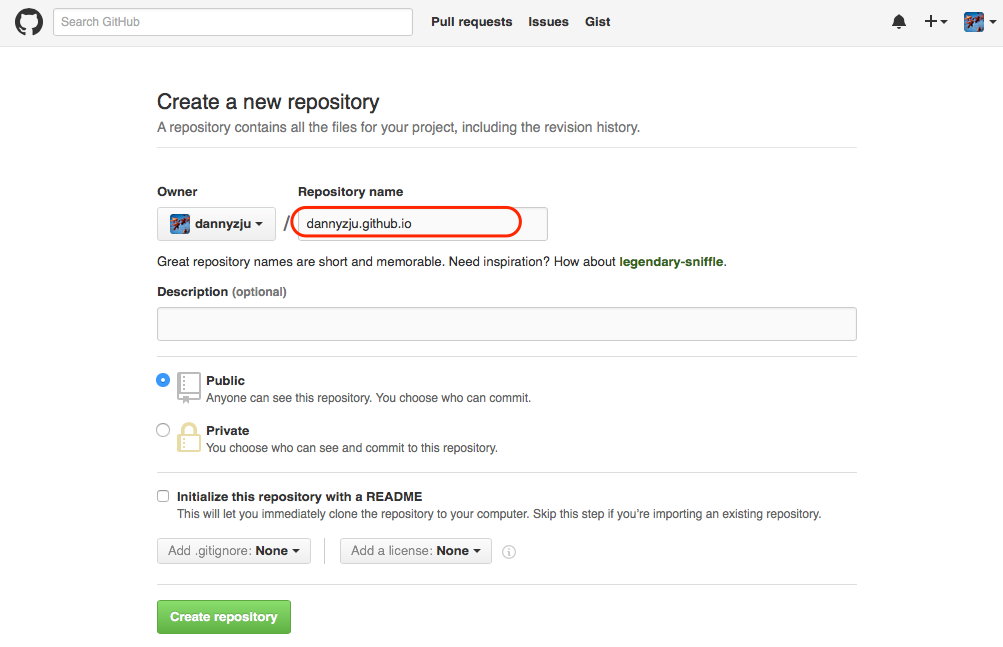 Search GitHub Pull requests Issues Gist
Create a new repository
A repository contains all the files for your project, including the revision history.
Owner Repository name
dannyzju / dannyzju.github.io
Great repository names are short and memorable. Need inspiration? How about legendary-sniffle.
Description (optional)
Public
Anyone can see this repository. You choose who can commit.
Private
You choose who can see and commit to this repository.
Initialize this repository with a README
This will let you immediately clone the repository to your computer. Skip this step if you're importing an existing repository.
Add .gitignore: None Add a license: None
Create repository